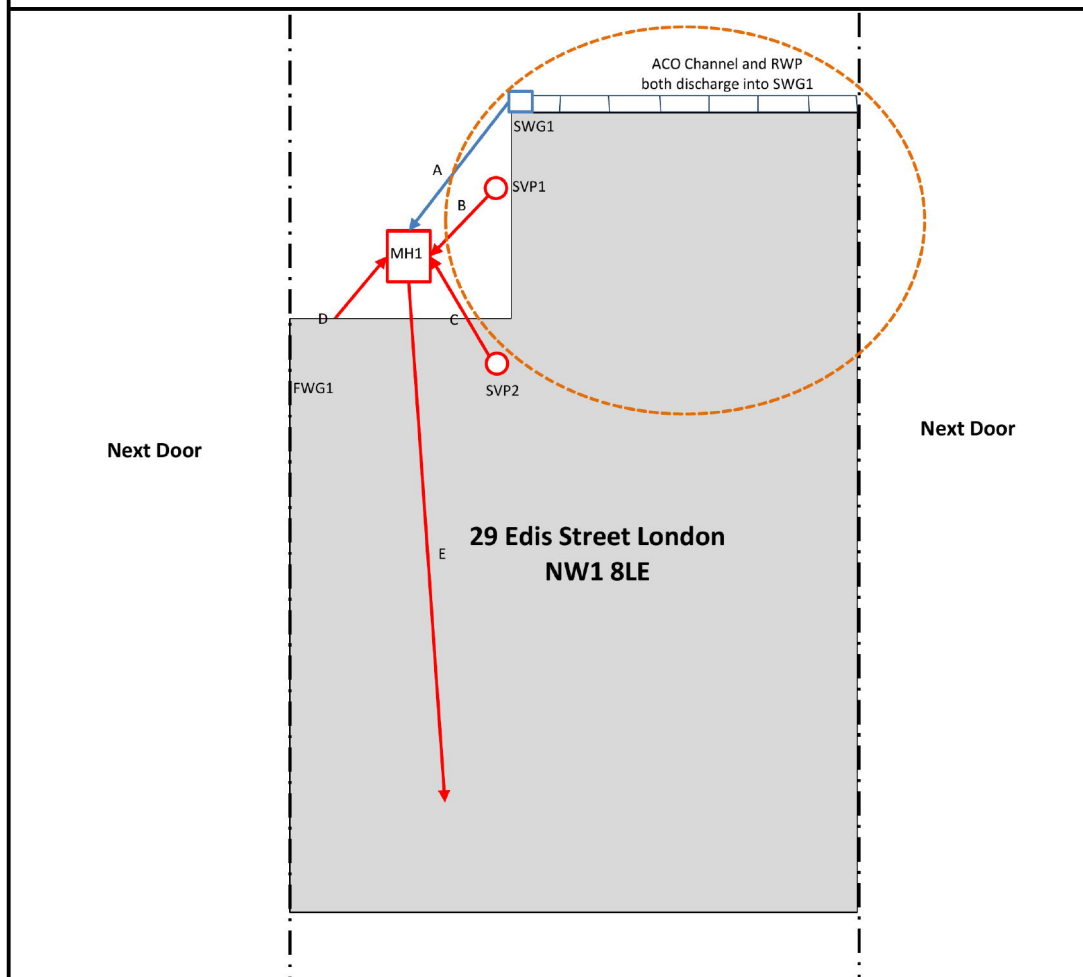 ACO Channel and RWP
both discharge into SWG1
SWG1
A
SVP1
B
MH1
D
C
FWG1
SVP2
Next Door
Next Door
29 Edis Street London
NW1 8LE
E